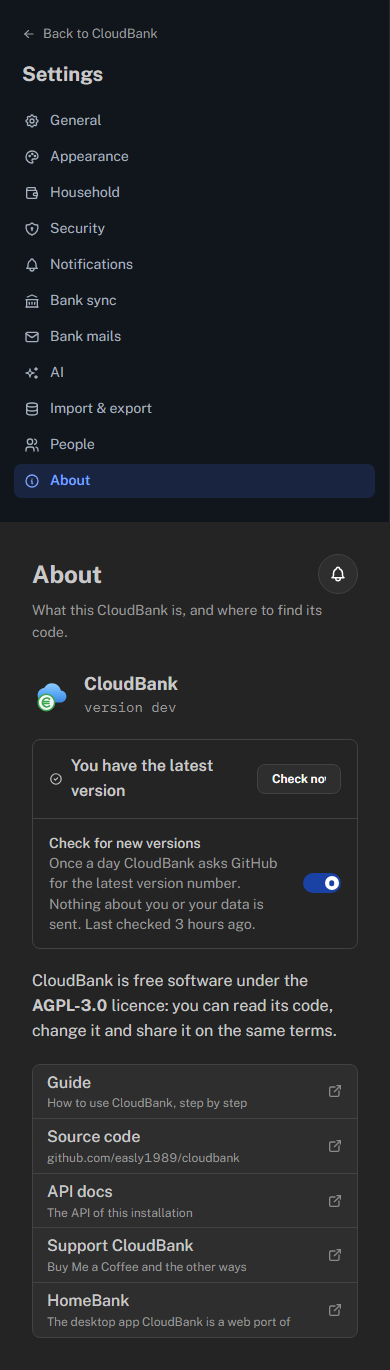 Back to CloudBank
Settings
General
Appearance
Household
Security
Notifications
Bank sync
Bank mails
AI
Import & export
People
About
About
What this CloudBank is, and where to find its
code.
CloudBank
version dev
You have the latest
version
Check now
Check for new versions
Once a day CloudBank asks GitHub
for the latest version number.
Nothing about you or your data is
sent. Last checked 3 hours ago.
CloudBank is free software under the
AGPL-3.0 licence: you can read its code,
change it and share it on the same terms.
Guide
How to use CloudBank, step by step
Source code
github.com/easly1989/cloudbank
API docs
The API of this installation
Support CloudBank
Buy Me a Coffee and the other ways
HomeBank
The desktop app CloudBank is a web port of